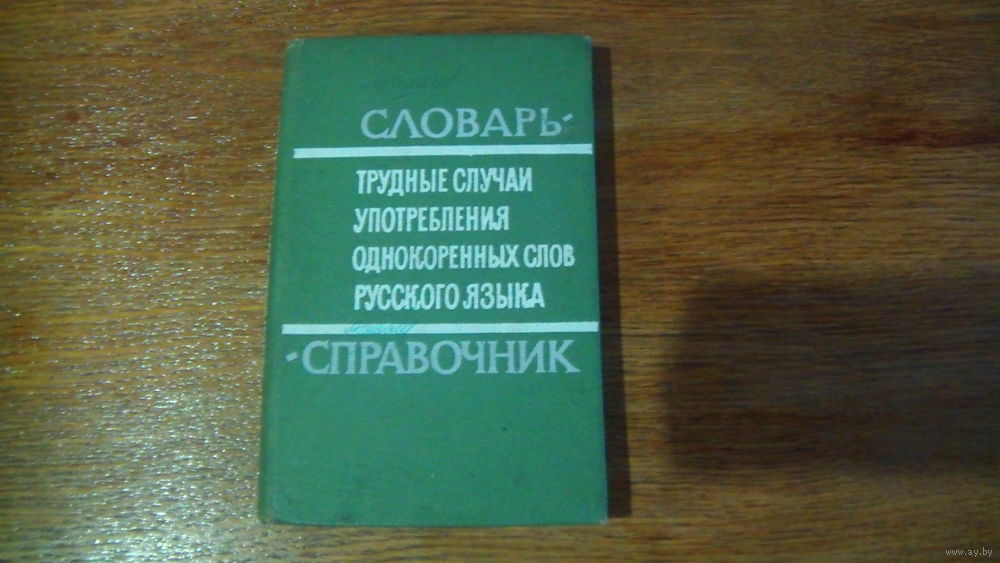 СЛОВАРЬ-
ТРУДНЫЕ СЛУЧАИ
УПОТРЕБЛЕНИЯ
ОДНОКОРЕННЫХ СЛОВ
РУССКОГО ЯЗЫКА
-СПРАВОЧНИК
www.ay.by